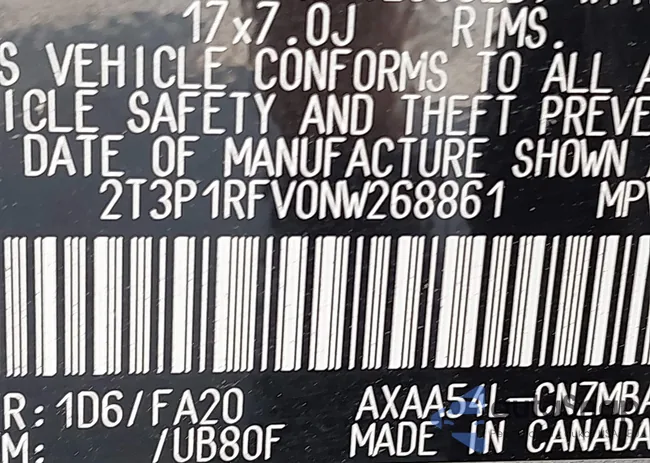 17x7.0J RIMS.
S VEHICLE CONFORMS TO ALL A
ICLE SAFETY AND THEFT PREVE
DATE OF MANUFACTURE SHOWN A
2T3P1RFV0NW268861 MPV
R: 1D6/FA20 AXAA54L-CNZMBA
M: /UB80F MADE IN CANADA